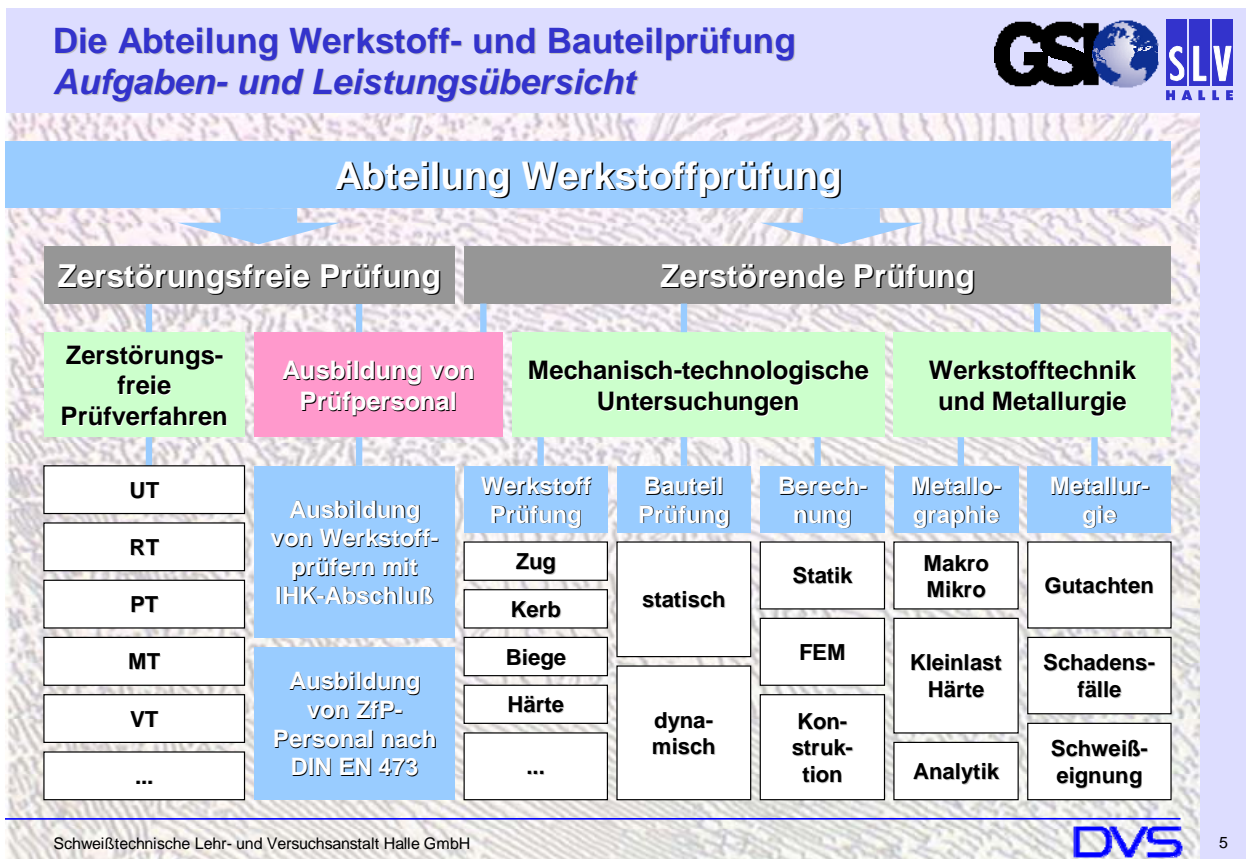 Die Abteilung Werkstoff- und Bauteilprüfung
Aufgaben- und Leistungsübersicht
GSI
SLV
HALLE
Abteilung Werkstoffprüfung
Zerstörungsfreie Prüfung
Zerstörende Prüfung
Zerstörungs-
freie
Prüfverfahren
Ausbildung von
Prüfpersonal
Mechanisch-technologische
Untersuchungen
Werkstofftechnik
und Metallurgie
UT
RT
PT
MT
VT
...
Ausbildung
von Werkstoff-
prüfern mit
IHK-Abschluß
Ausbildung
von ZfP-
Personal nach
DIN EN 473
Werkstoff
Prüfung
Zug
Kerb
Biege
Härte
...
Bauteil
Prüfung
statisch
dyna-
misch
Berech-
nung
Statik
FEM
Kon-
struk-
tion
Metallo-
graphie
Makro
Mikro
Kleinlast
Härte
Analytik
Metallur-
gie
Gutachten
Schadens-
fälle
Schweiß-
eignung
Schweißtechnische Lehr- und Versuchsanstalt Halle GmbH
DVS
5